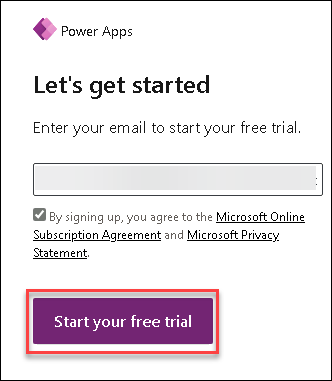 Power Apps
Let's get started
Enter your email to start your free trial.
By signing up, you agree to the Microsoft Online
Subscription Agreement and Microsoft Privacy
Statement.
Start your free trial